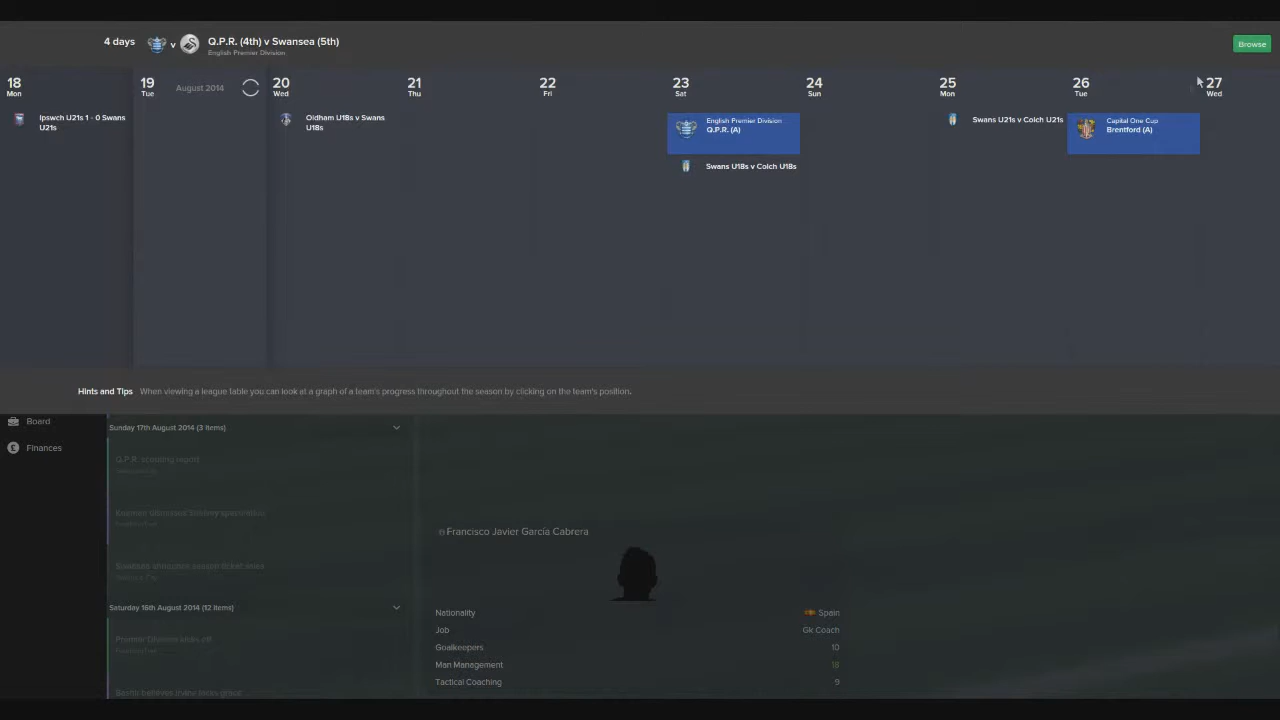 4 days
v
Q.P.R. (4th) v Swansea (5th)
English Premier Division
Browse
18
Mon
19
Tue
August 2014
20
Wed
21
Thu
22
Fri
23
Sat
24
Sun
25
Mon
26
Tue
27
Wed
Ipswch U21s 1 - 0 Swans
U21s
Oldham U18s v Swans
U18s
English Premier Division
Q.P.R. (A)
Swans U18s v Colch U18s
Swans U21s v Colch U21s
Capital One Cup
Brentford (A)
Hints and Tips When viewing a league table you can look at a graph of a team's progress throughout the season by clicking on the team's position.
Board
Finances
Sunday 17th August 2014 (3 items)
Q.P.R. scouting report
Swansea announce season ticket sales
Saturday 16th August 2014 (12 items)
Premier Division kicks off
Francisco Javier García Cabrera
Nationality Spain
Job Gk Coach
Goalkeepers 10
Man Management 18
Tactical Coaching 9